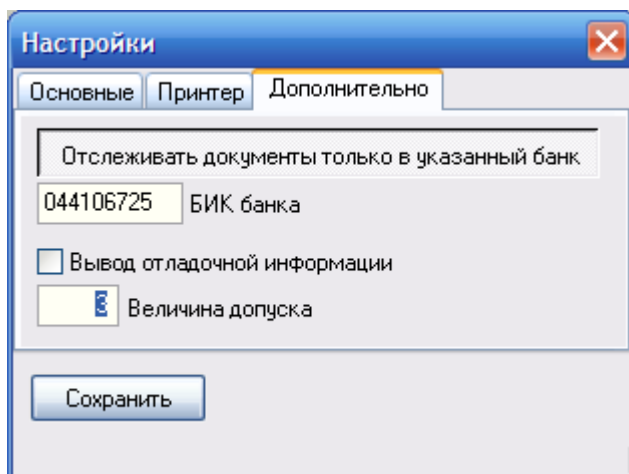 Настройки
Основные Принтер Дополнительно
Отслеживать документы только в указанный банк
044106725 БИК банка
Вывод отладочной информации
3 Величина допуска
Сохранить